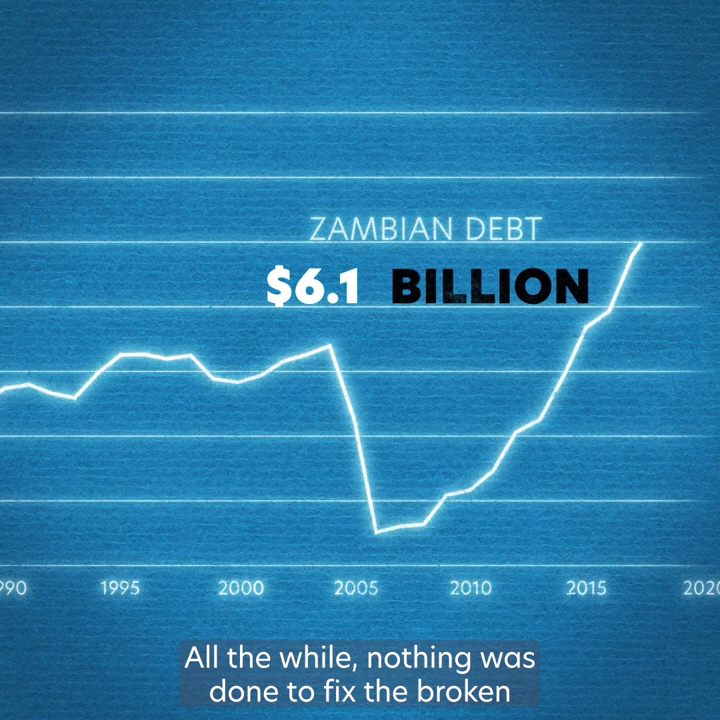 ZAMBIAN DEBT
$6.1 BILLION
990 1995 2000 2005 2010 2015 2020
All the while, nothing was
done to fix the broken